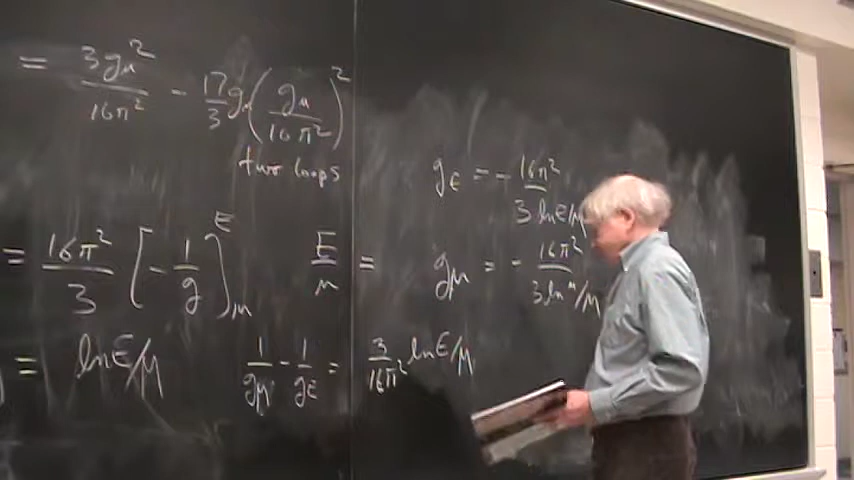 = 3gμ²/16π² - 17/3 gμ (gμ/16π²)²
two loops
gE = - 16π²/3 ln E/μ
= 16π²/3 [- 1/g]μ^E
E/μ =
gμ = - 16π²/3 ln μ/μ
= ln E/μ
1/gμ - 1/gE = 3/16π² ln E/μ